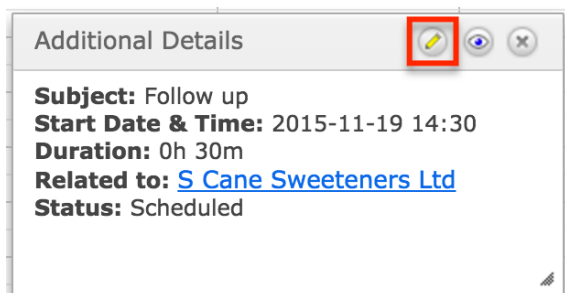 Additional Details
Subject: Follow up
Start Date & Time: 2015-11-19 14:30
Duration: 0h 30m
Related to: S Cane Sweeteners Ltd
Status: Scheduled